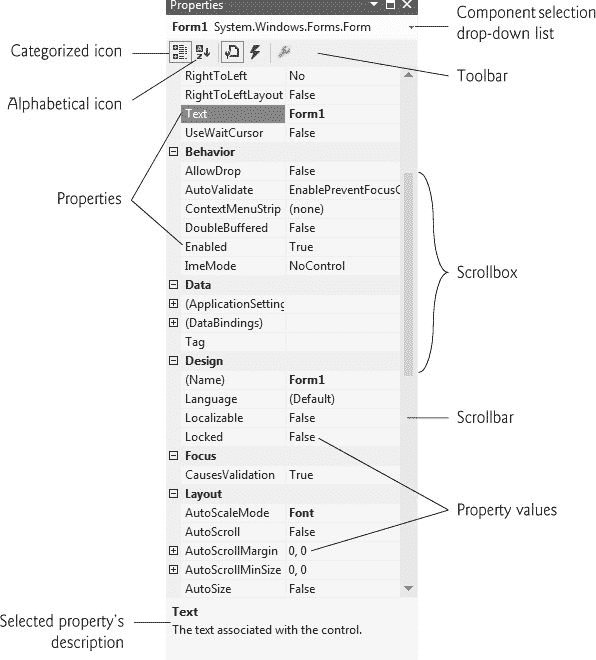 Properties
Form1 System.Windows.Forms.Form
Component selection
drop-down list
Categorized icon
Toolbar
Alphabetical icon
RightToLeft No
RightToLeftLayout False
Text Form1
UseWaitCursor False
Behavior
AllowDrop False
AutoValidate EnablePreventFocusC
Properties
ContextMenuStrip (none)
DoubleBuffered False
Enabled True
ImeMode NoControl
Scrollbox
Data
(ApplicationSetting
(DataBindings)
Tag
Design
(Name) Form1
Language (Default)
Localizable False
Scrollbar
Locked False
Focus
CausesValidation True
Layout
AutoScaleMode Font
Property values
AutoScroll False
AutoScrollMargin 0, 0
AutoScrollMinSize 0, 0
AutoSize False
Text
The text associated with the control.
Selected property's
description